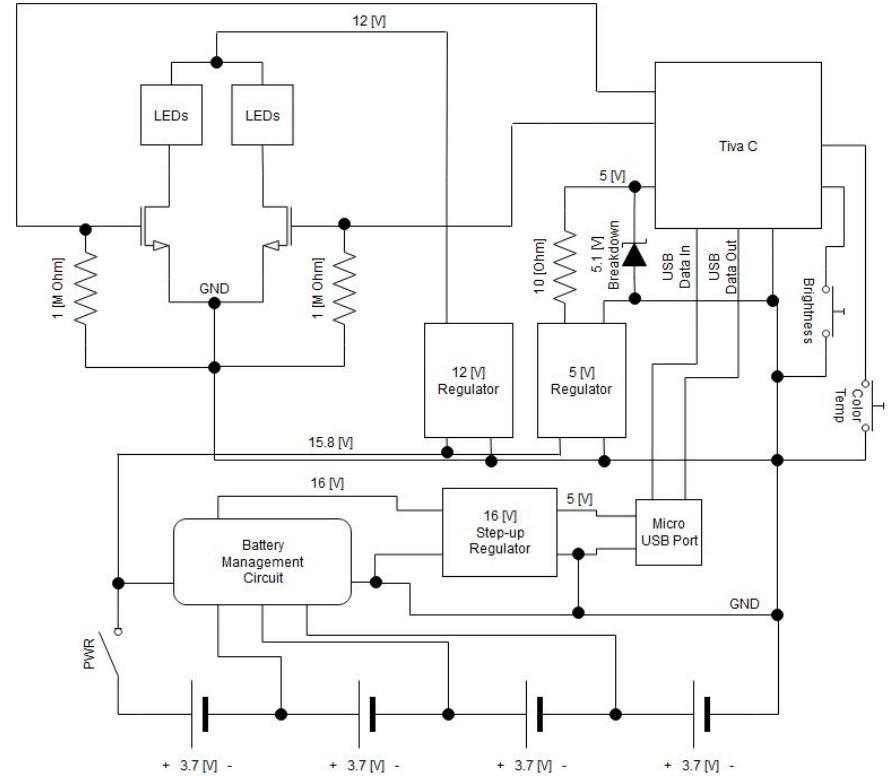 12 [V]
LEDs
LEDs
Tiva C
5 [V]
10 [Ohm]
5.1 [V]
Breakdown
USB
Data In
USB
Data Out
1 [M Ohm]
GND
1 [M Ohm]
Brightness
12 [V]
Regulator
5 [V]
Regulator
Color
Temp
15.8 [V]
16 [V]
16 [V]
Step-up
Regulator
5 [V]
Micro
USB Port
Battery
Management
Circuit
GND
PWR
+ 3.7 [V] -
+ 3.7 [V] -
+ 3.7 [V] -
+ 3.7 [V] -